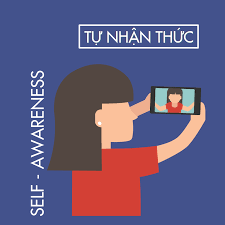 TỰ NHẬN THỨC
SELF - AWARENESS